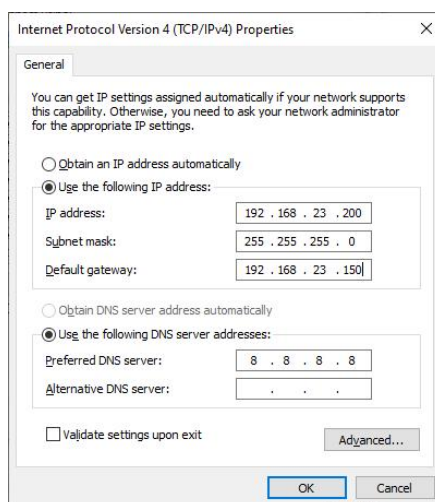 Internet Protocol Version 4 (TCP/IPv4) Properties
General
You can get IP settings assigned automatically if your network supports
this capability. Otherwise, you need to ask your network administrator
for the appropriate IP settings.
Obtain an IP address automatically
Use the following IP address:
IP address: 192 . 168 . 23 . 200
Subnet mask: 255 . 255 . 255 . 0
Default gateway: 192 . 168 . 23 . 150
Obtain DNS server address automatically
Use the following DNS server addresses:
Preferred DNS server: 8 . 8 . 8 . 8
Alternative DNS server: . . .
Validate settings upon exit
Advanced...
OK Cancel